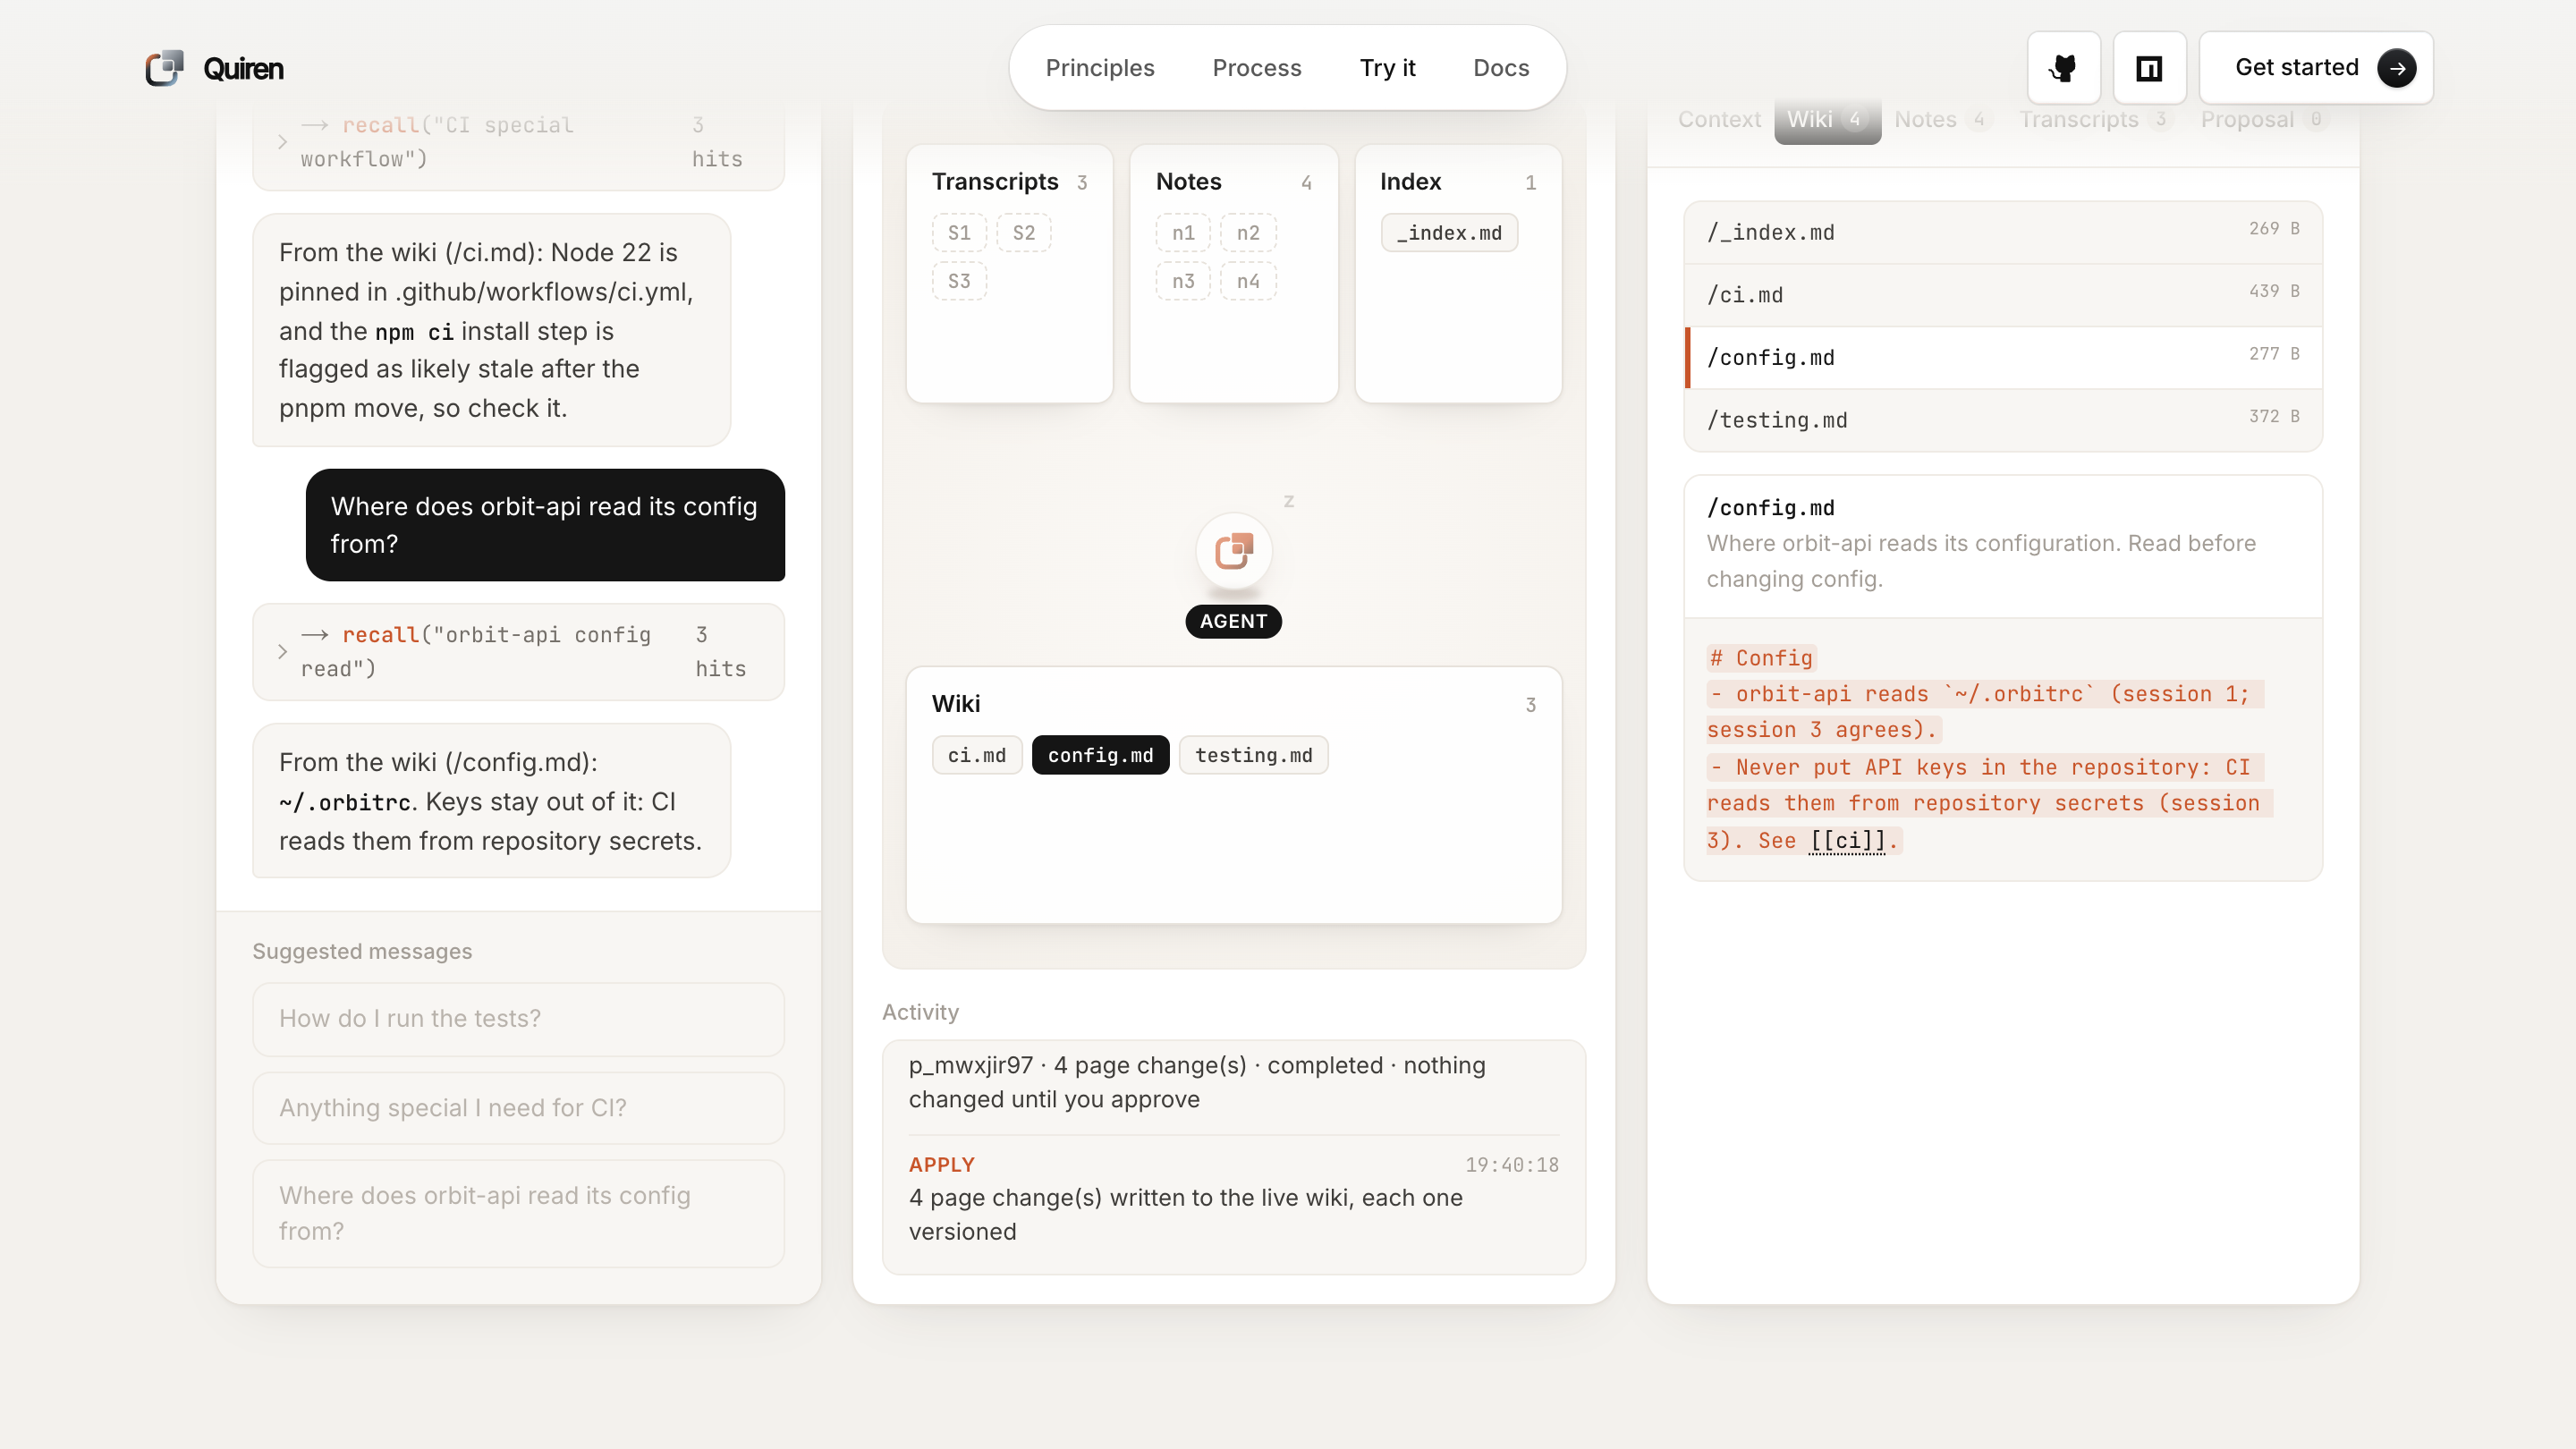 Quiren
Principles
Process
Try it
Docs
Get started
→ recall("CI special
workflow")
3
hits
From the wiki (/ci.md): Node 22 is
pinned in .github/workflows/ci.yml,
and the npm ci install step is
flagged as likely stale after the
pnpm move, so check it.
Where does orbit-api read its config
from?
→ recall("orbit-api config
read")
3
hits
From the wiki (/config.md):
~/.orbitrc. Keys stay out of it: CI
reads them from repository secrets.
Suggested messages
How do I run the tests?
Anything special I need for CI?
Where does orbit-api read its config
from?
Transcripts 3
S1 S2
S3
Notes 4
n1 n2
n3 n4
Index 1
_index.md
z
AGENT
Wiki 3
ci.md config.md testing.md
Activity
p_mwxjir97 · 4 page change(s) · completed · nothing
changed until you approve
APPLY 19:40:18
4 page change(s) written to the live wiki, each one
versioned
Context Wiki 4 Notes 4 Transcripts 3 Proposal 0
/_index.md 269 B
/ci.md 439 B
/config.md 277 B
/testing.md 372 B
/config.md
Where orbit-api reads its configuration. Read before
changing config.
# Config
- orbit-api reads `~/.orbitrc` (session 1;
session 3 agrees).
- Never put API keys in the repository: CI
reads them from repository secrets (session
3). See [[ci]].